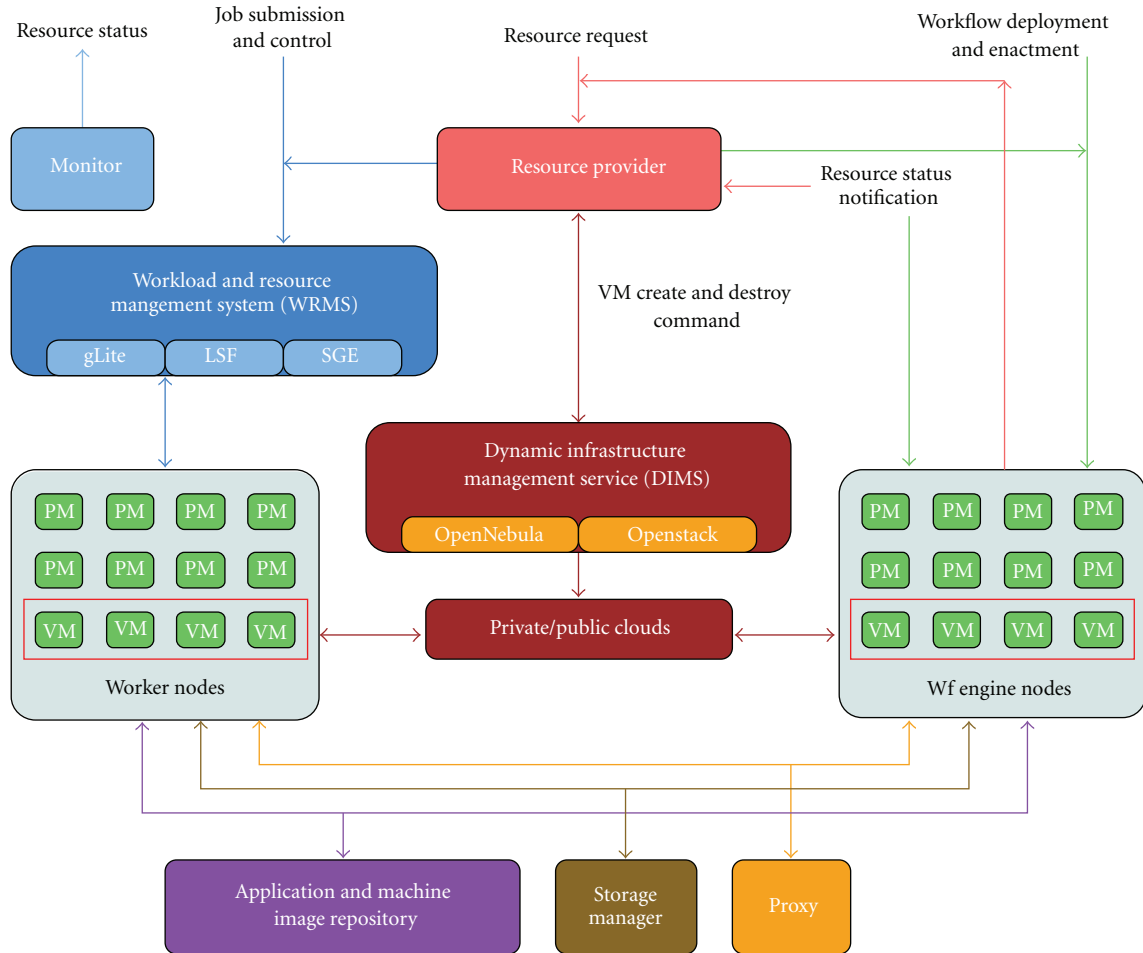 Resource status
Job submission
and control
Resource request
Workflow deployment
and enactment
Monitor
Resource provider
Resource status
notification
Workload and resource
mangement system (WRMS)
gLite
LSF
SGE
VM create and destroy
command
Dynamic infrastructure
management service (DIMS)
OpenNebula
Openstack
PM PM PM PM
PM PM PM PM
VM VM VM VM
Worker nodes
Private/public clouds
PM PM PM PM
PM PM PM PM
VM VM VM VM
Wf engine nodes
Application and machine
image repository
Storage
manager
Proxy